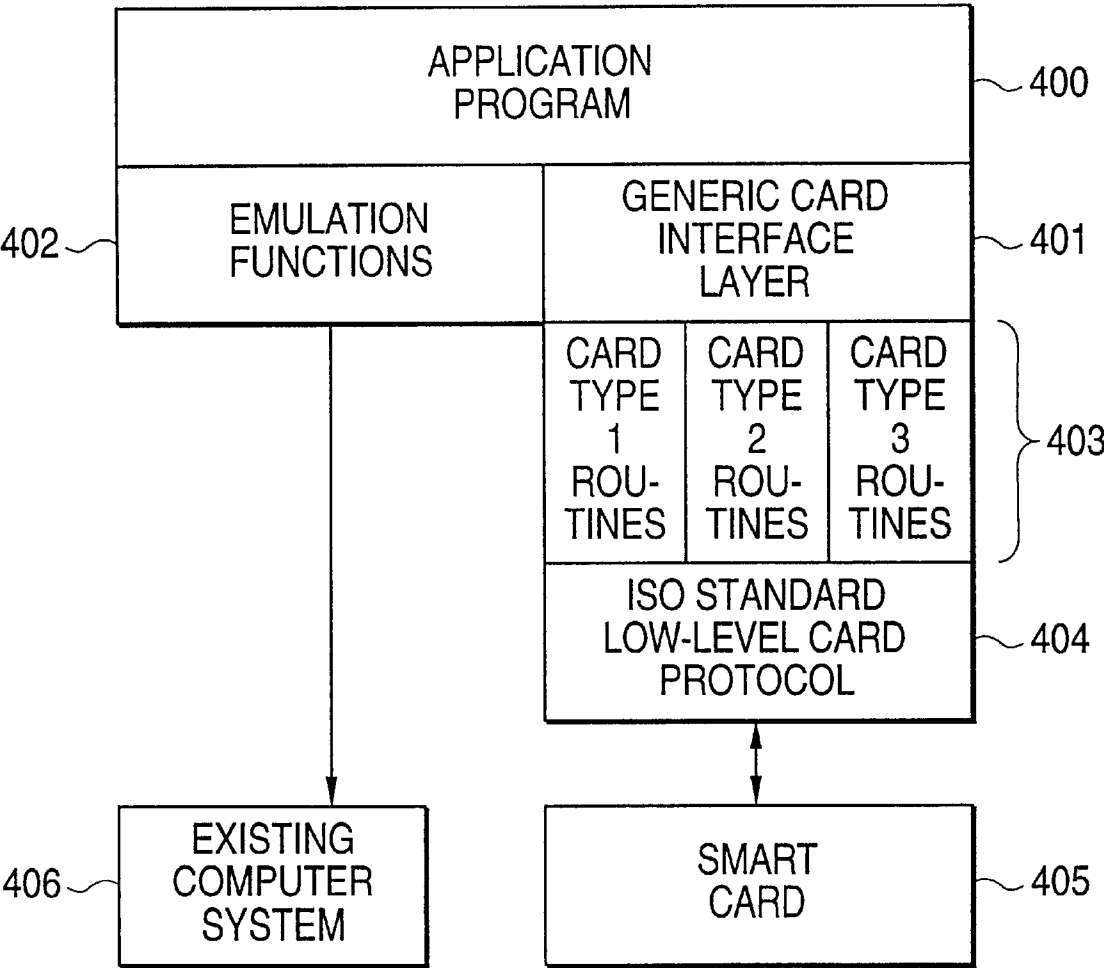 APPLICATION
PROGRAM
400
402
EMULATION
FUNCTIONS
GENERIC CARD
INTERFACE
LAYER
401
CARD
TYPE
1
ROU-
TINES
CARD
TYPE
2
ROU-
TINES
CARD
TYPE
3
ROU-
TINES
403
ISO STANDARD
LOW-LEVEL CARD
PROTOCOL
404
406
EXISTING
COMPUTER
SYSTEM
SMART
CARD
405